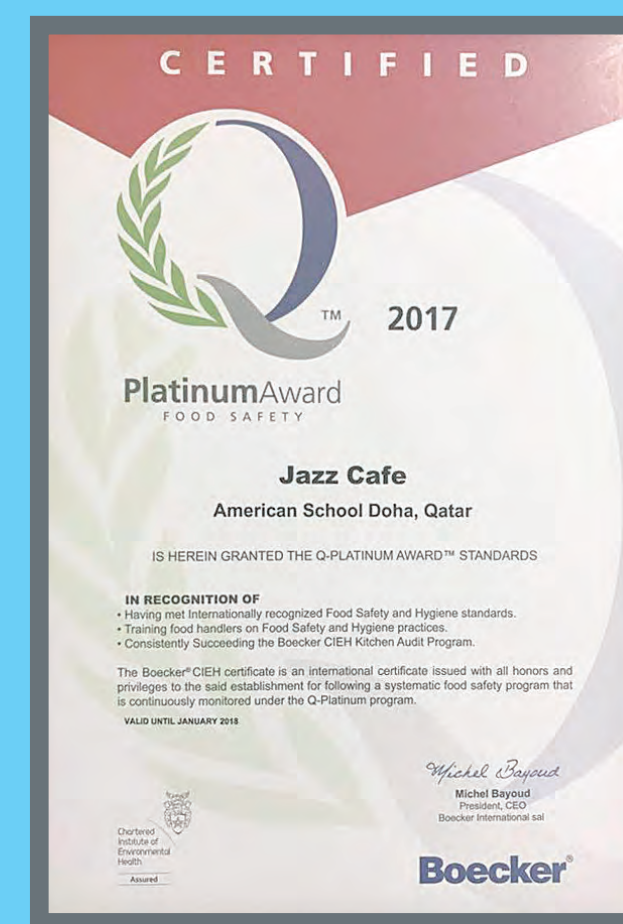 CERTIFIED
Q
TM
2017
PlatinumAward
FOOD SAFETY
Jazz Cafe
American School Doha, Qatar
IS HEREIN GRANTED THE Q-PLATINUM AWARD™ STANDARDS
IN RECOGNITION OF
• Having met Internationally recognized Food Safety and Hygiene standards.
• Training food handlers on Food Safety and Hygiene practices.
• Consistently Succeeding the Boecker CIEH Kitchen Audit Program.
The Boecker® CIEH certificate is an international certificate issued with all honors and
privileges to the said establishment for following a systematic food safety program that
is continuously monitored under the Q-Platinum program.
VALID UNTIL JANUARY 2018
Michel Bayoud
Michel Bayoud
President, CEO
Boecker International sal
Chartered
Institute of
Environmental
Health
Assured
Boecker®